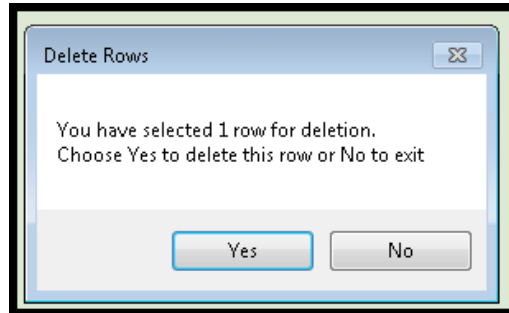 Delete Rows
You have selected 1 row for deletion.
Choose Yes to delete this row or No to exit
Yes
No